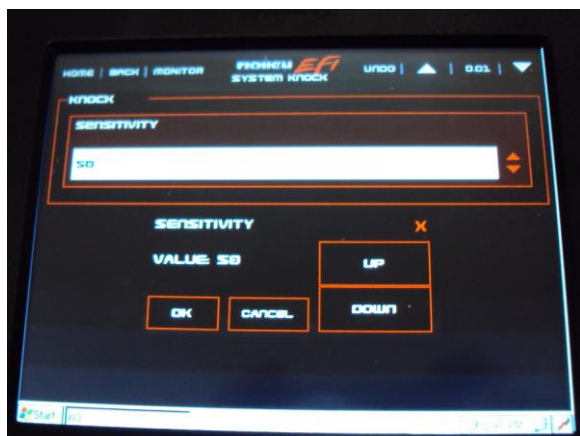 HOME | BACK | MONITOR
EFI
SYSTEM KNOCK
UNDO | ▲ | 0.01 | ▼
KNOCK
SENSITIVITY
50
SENSITIVITY X
VALUE: 50
UP
OK
CANCEL
DOWN
Start